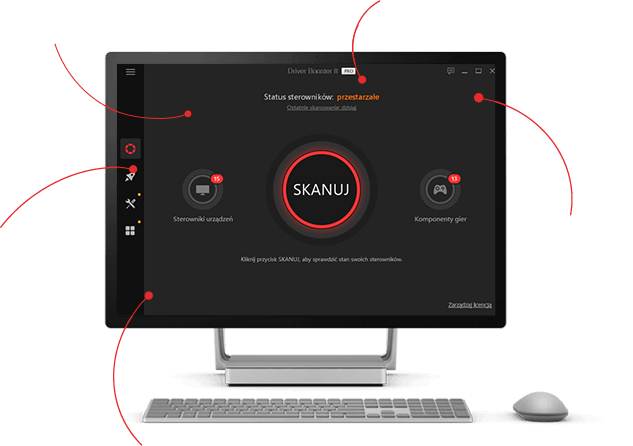 Driver Booster 8 PRO
Status sterowników: przestarzałe
Ostatnie skanowanie: dzisiaj
SKANUJ
15
13
Sterowniki urządzeń
Komponenty gier
Kliknij przycisk SKANUJ, aby sprawdzić stan swoich sterowników.
Zarządzaj licencją